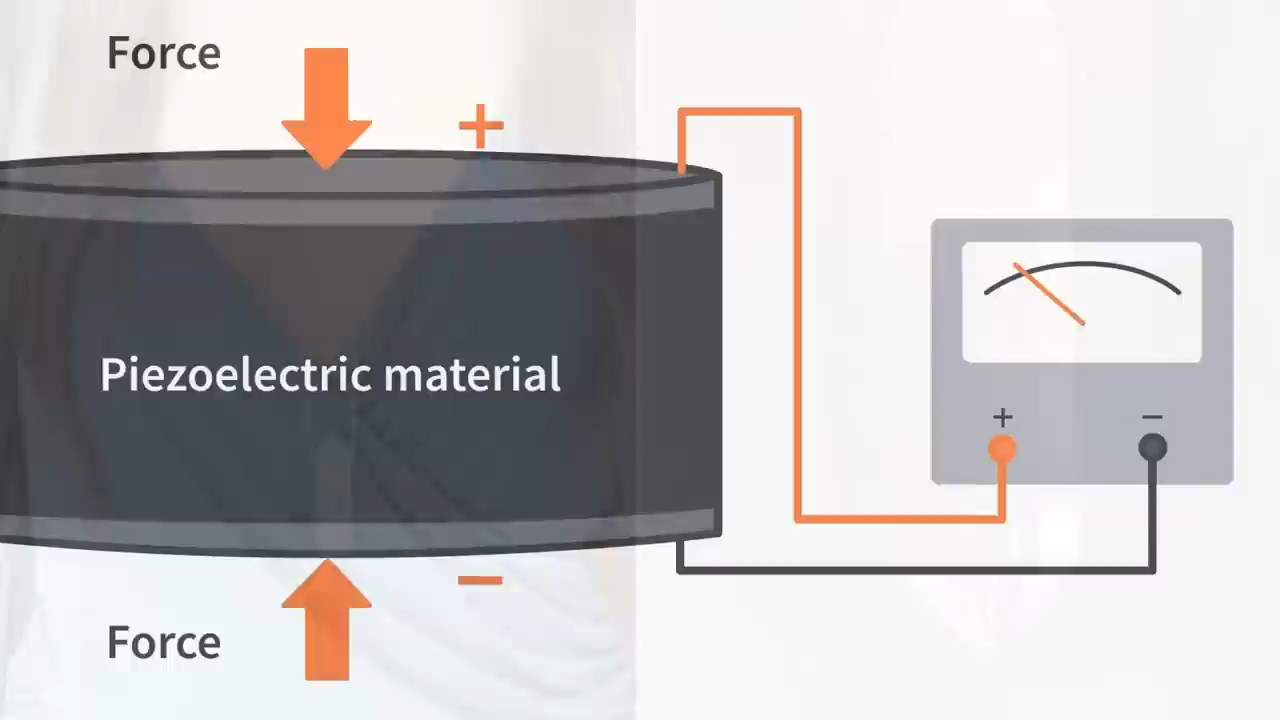 Force
+
Piezoelectric material
+ −
−
Force